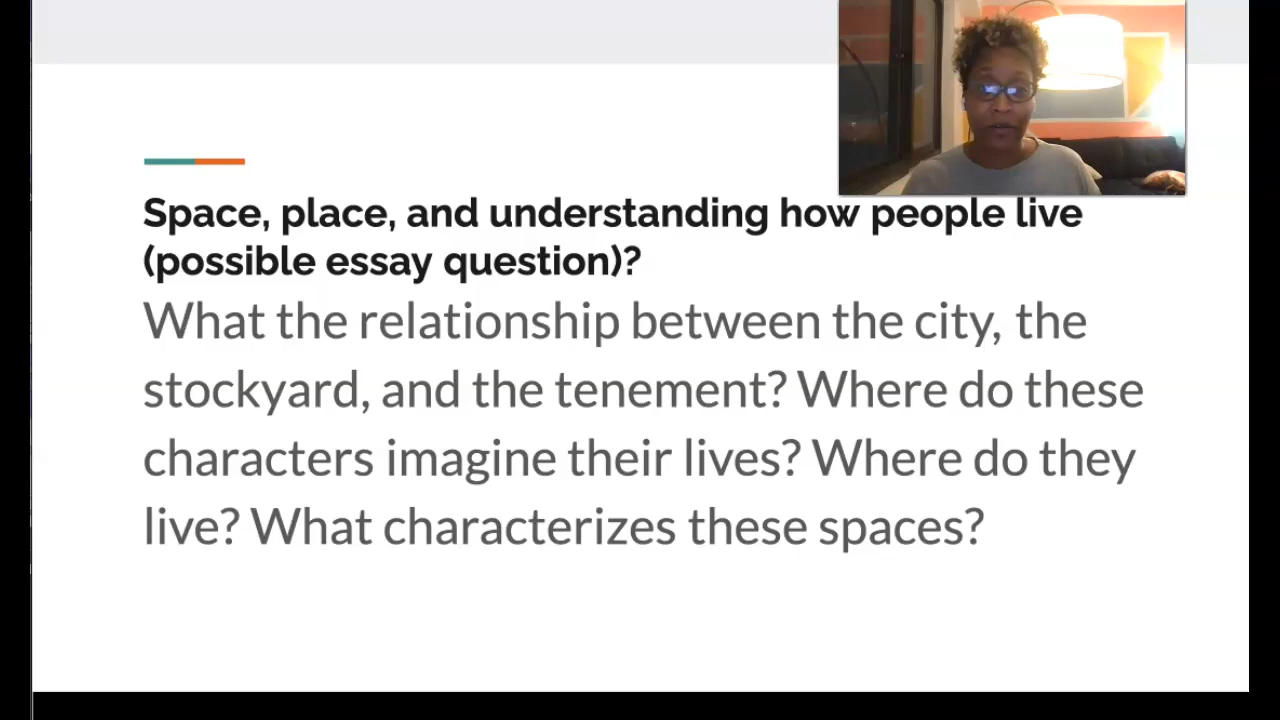 Space, place, and understanding how people live
(possible essay question)?
What the relationship between the city, the
stockyard, and the tenement? Where do these
characters imagine their lives? Where do they
live? What characterizes these spaces?